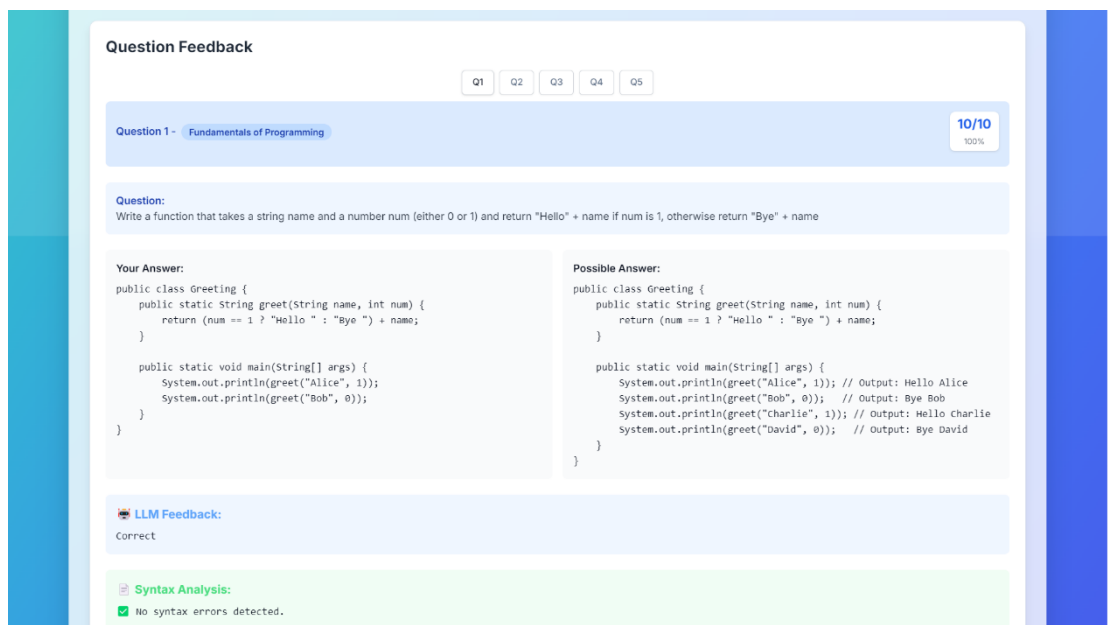 Question Feedback
Q1 Q2 Q3 Q4 Q5
Question 1 - Fundamentals of Programming
10/10
100%
Question:
Write a function that takes a string name and a number num (either 0 or 1) and return "Hello" + name if num is 1, otherwise return "Bye" + name
Your Answer:
public class Greeting {
    public static String greet(String name, int num) {
        return (num == 1 ? "Hello " : "Bye ") + name;
    }

    public static void main(String[] args) {
        System.out.println(greet("Alice", 1));
        System.out.println(greet("Bob", 0));
    }
}
Possible Answer:
public class Greeting {
    public static String greet(String name, int num) {
        return (num == 1 ? "Hello " : "Bye ") + name;
    }

    public static void main(String[] args) {
        System.out.println(greet("Alice", 1)); // Output: Hello Alice
        System.out.println(greet("Bob", 0));   // Output: Bye Bob
        System.out.println(greet("Charlie", 1)); // Output: Hello Charlie
        System.out.println(greet("David", 0));   // Output: Bye David
    }
}
LLM Feedback:
Correct
Syntax Analysis:
No syntax errors detected.